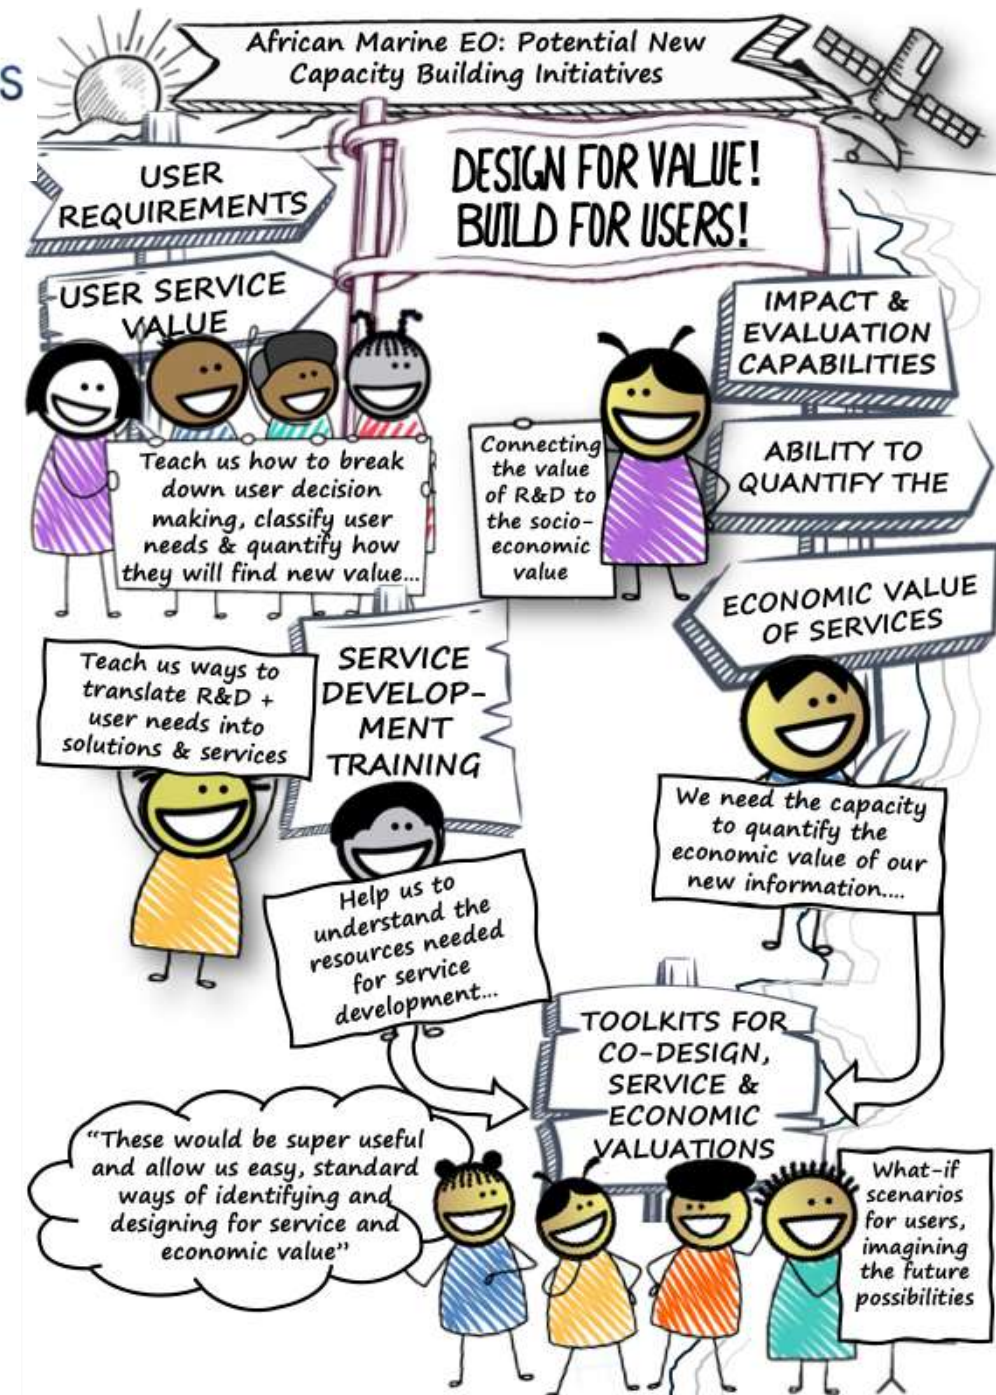 S
African Marine EO: Potential New
Capacity Building Initiatives
DESIGN FOR VALUE!
BUILD FOR USERS!
USER
REQUIREMENTS
USER SERVICE
VALUE
IMPACT &
EVALUATION
CAPABILITIES
ABILITY TO
QUANTIFY THE
ECONOMIC VALUE
OF SERVICES
Teach us how to break
down user decision
making, classify user
needs & quantify how
they will find new value...
Connecting
the value
of R&D to
the socio-
economic
value
Teach us ways to
translate R&D +
user needs into
solutions & services
SERVICE
DEVELOP-
MENT
TRAINING
Help us to
understand the
resources needed
for service
development...
We need the capacity
to quantify the
economic value of our
new information....
TOOLKITS FOR
CO-DESIGN,
SERVICE &
ECONOMIC
VALUATIONS
“These would be super useful
and allow us easy, standard
ways of identifying and
designing for service and
economic value”
What-if
scenarios
for users,
imagining
the future
possibilities